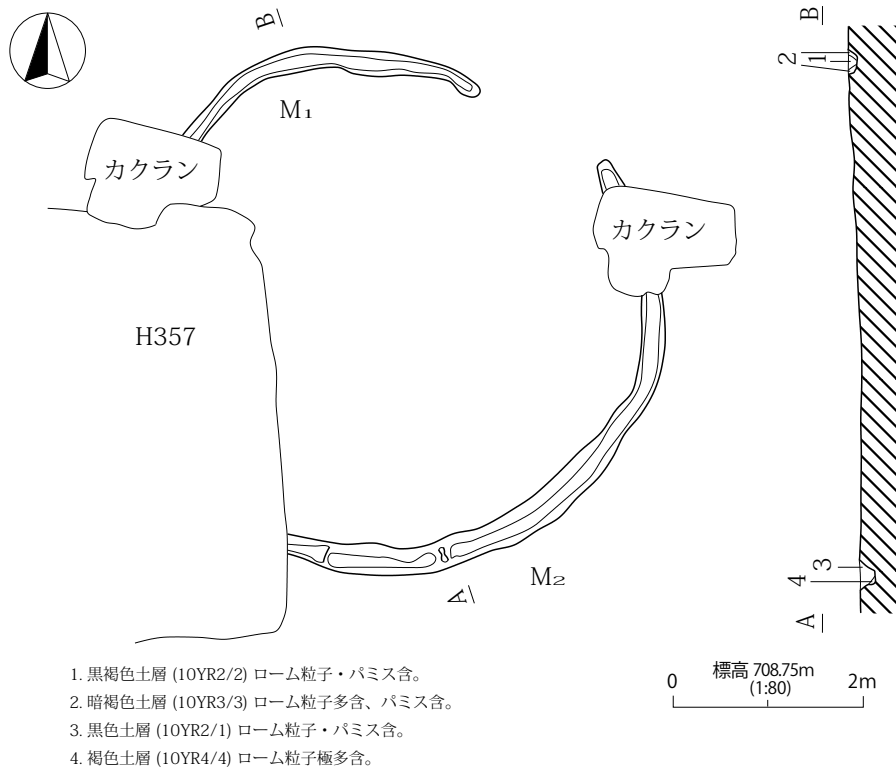 B
B
2
1
M1
カクラン
カクラン
H357
3
4
M2
A
A
標高 708.75m
0 (1:80) 2m
1. 黒褐色土層 (10YR2/2) ローム粒子・パミス含。
2. 暗褐色土層 (10YR3/3) ローム粒子多含、パミス含。
3. 黒色土層 (10YR2/1) ローム粒子・パミス含。
4. 褐色土層 (10YR4/4) ローム粒子極多含。